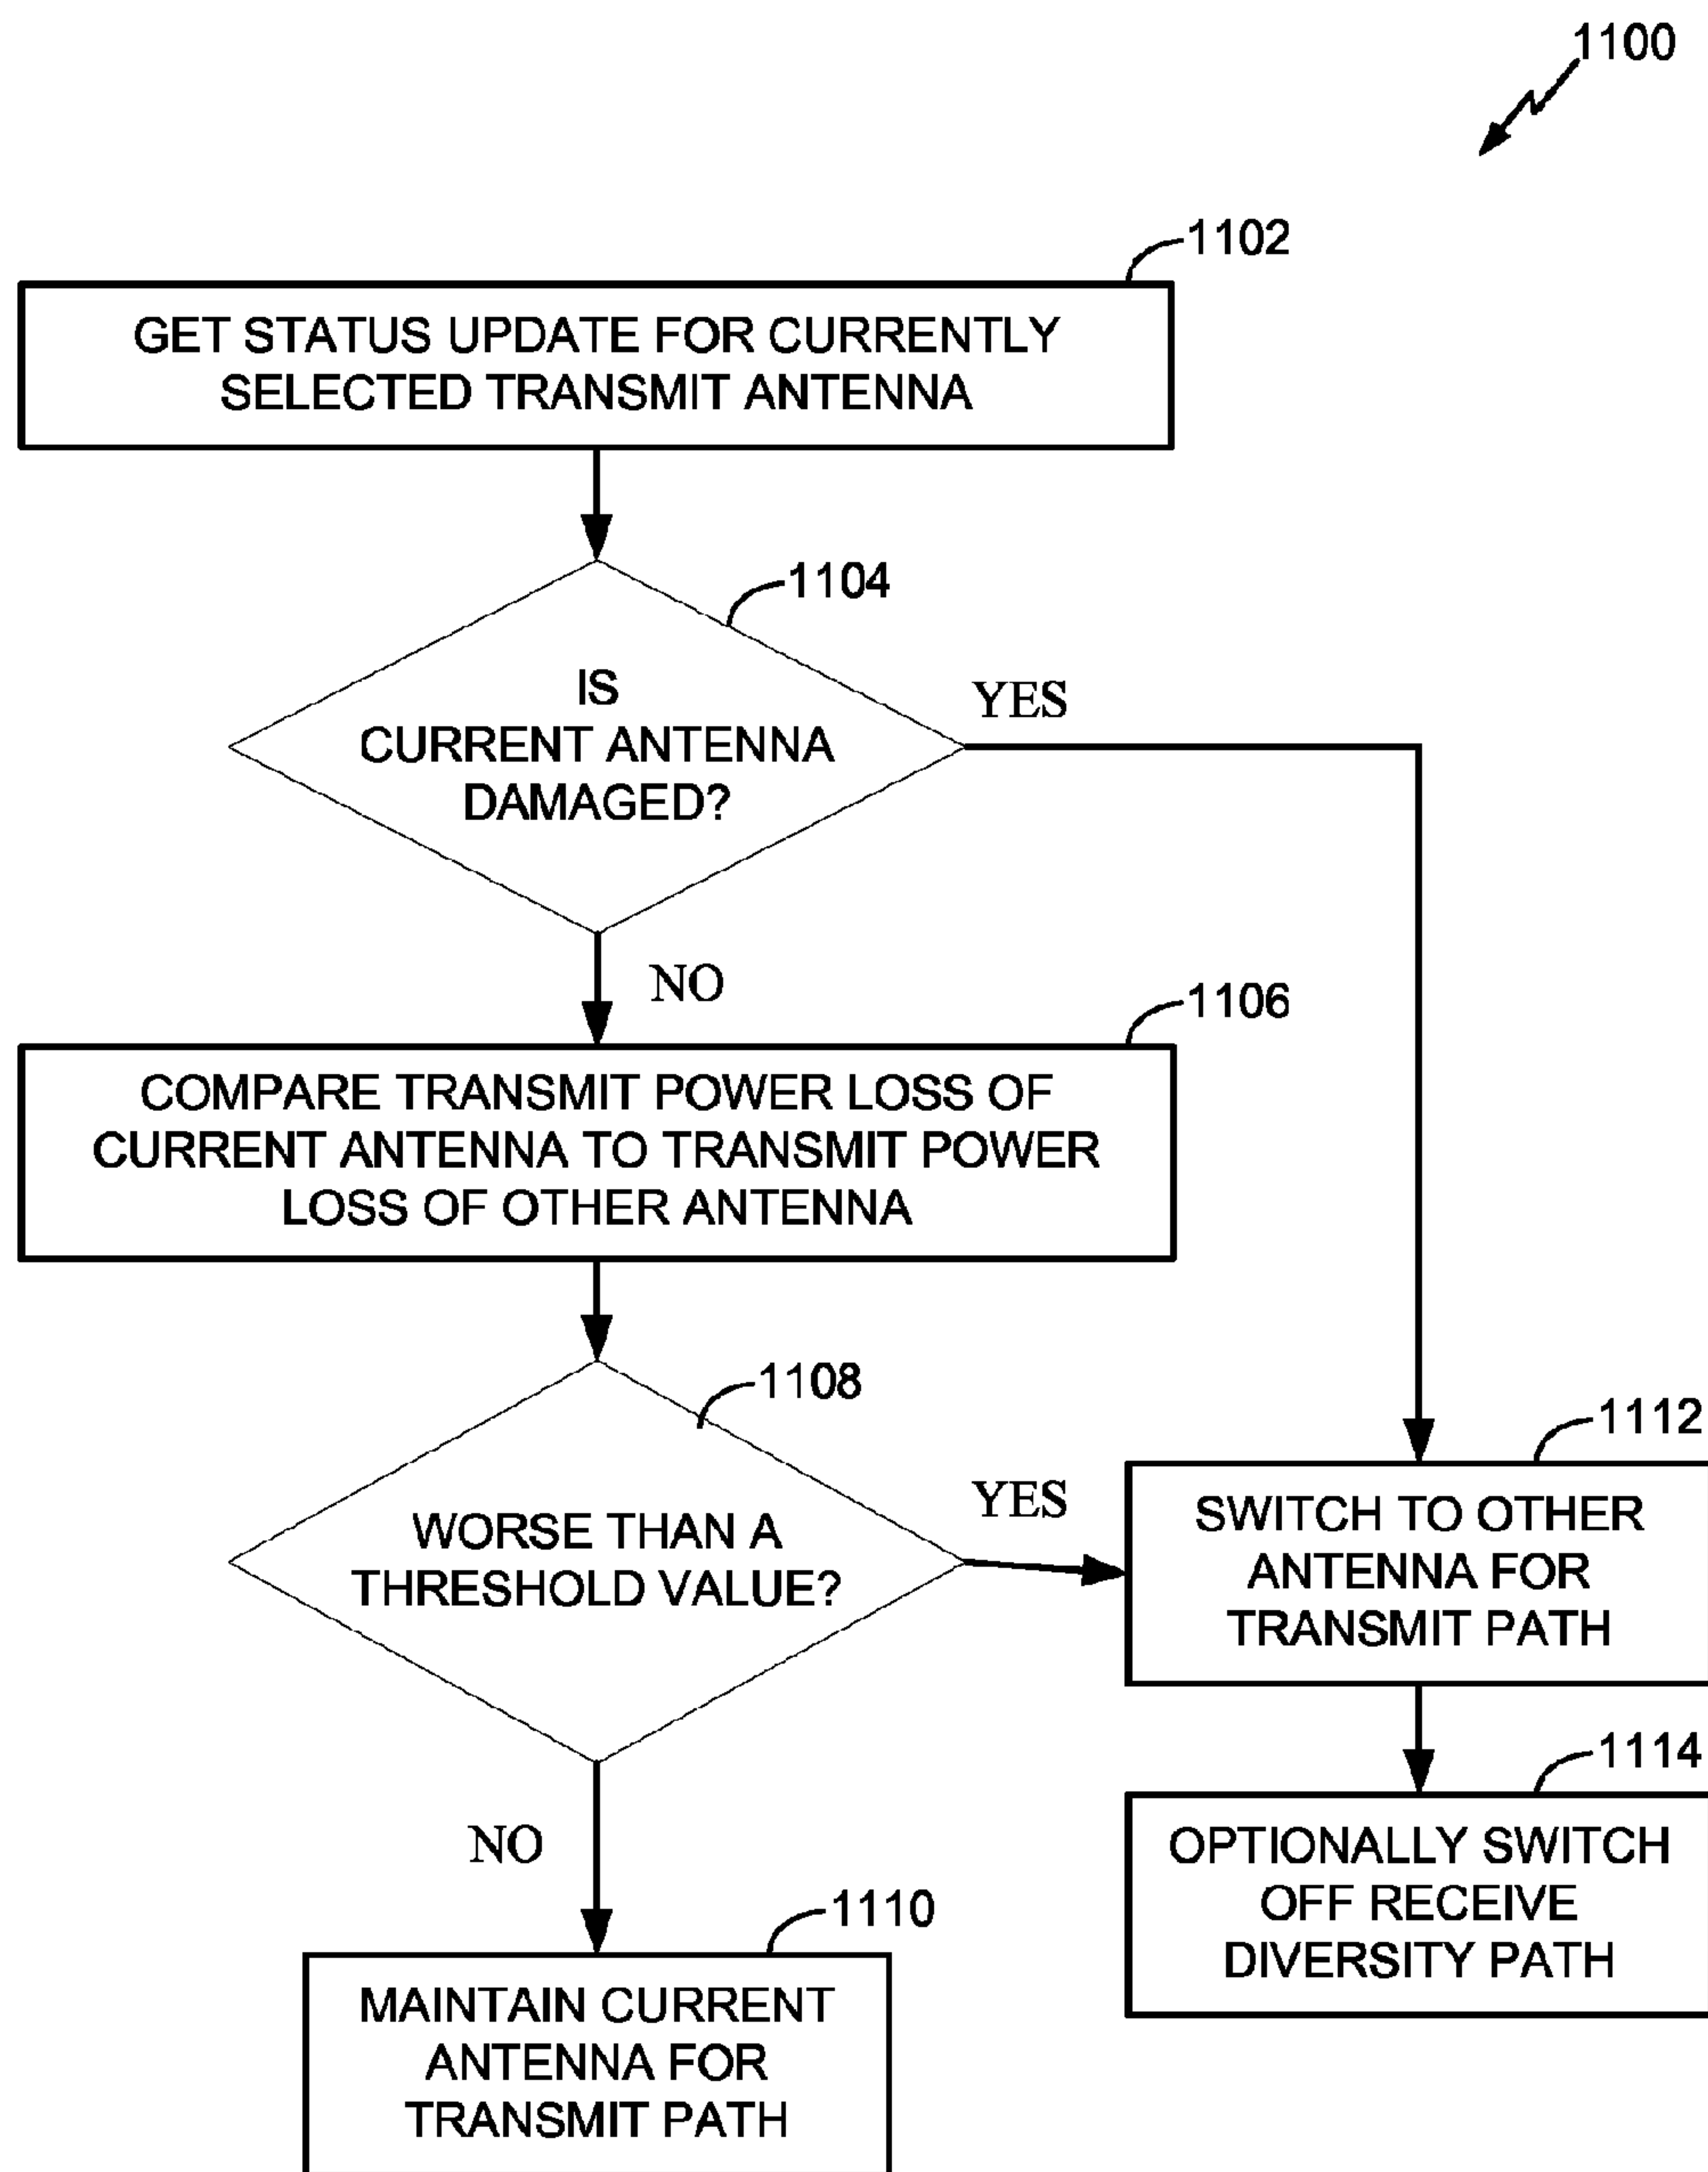 1100
1102
GET STATUS UPDATE FOR CURRENTLY
SELECTED TRANSMIT ANTENNA
1104
IS
CURRENT ANTENNA
DAMAGED?
YES
NO
1106
COMPARE TRANSMIT POWER LOSS OF
CURRENT ANTENNA TO TRANSMIT POWER
LOSS OF OTHER ANTENNA
1108
WORSE THAN A
THRESHOLD VALUE?
YES
1112
SWITCH TO OTHER
ANTENNA FOR
TRANSMIT PATH
1114
OPTIONALLY SWITCH
OFF RECEIVE
DIVERSITY PATH
NO
1110
MAINTAIN CURRENT
ANTENNA FOR
TRANSMIT PATH